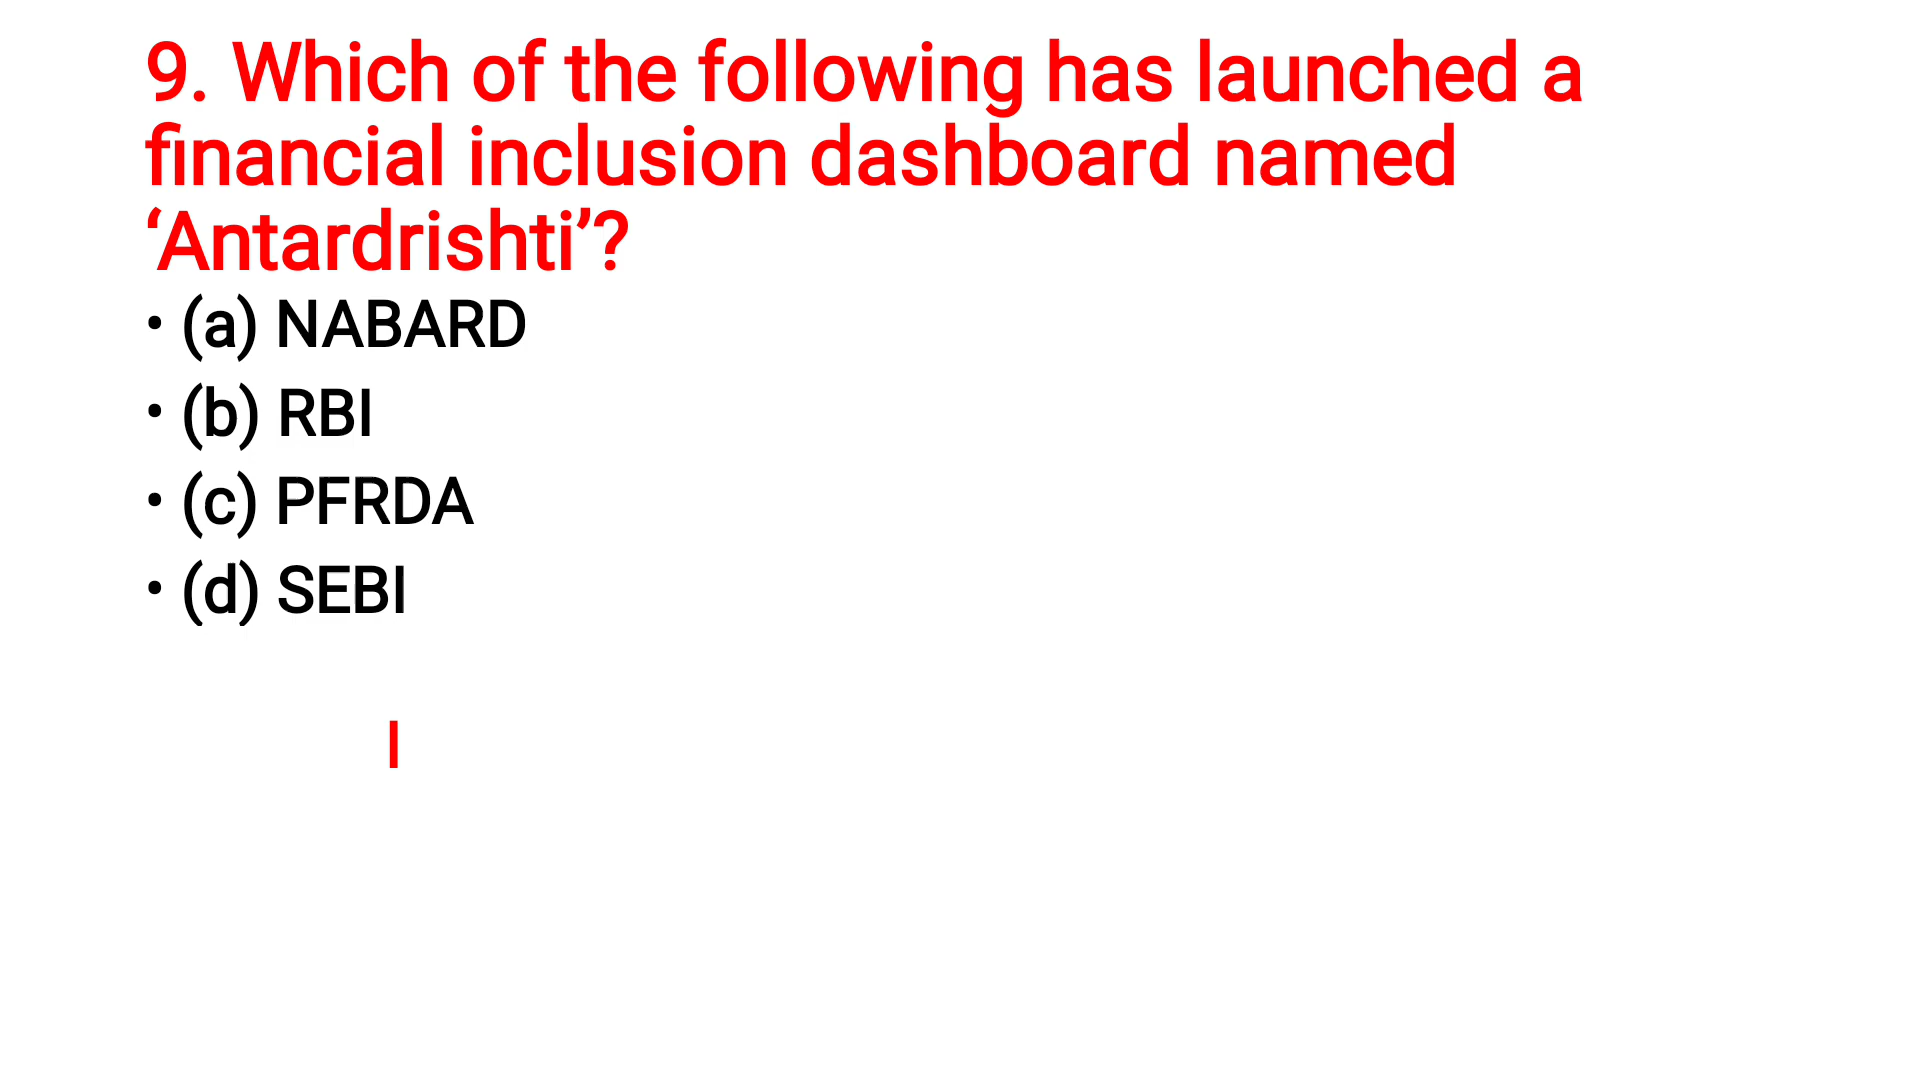 9. Which of the following has launched a
financial inclusion dashboard named
‘Antardrishti’?
• (a) NABARD
• (b) RBI
• (c) PFRDA
• (d) SEBI
I